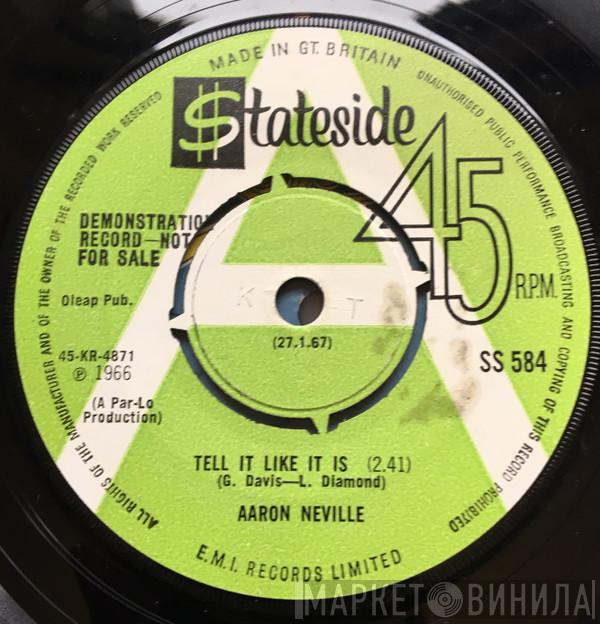 MADE IN GT. BRITAIN
UNAUTHORISED PUBLIC PERFORMANCE BROADCASTING AND COPYING OF THIS RECORD PROHIBITED
ALL RIGHTS OF THE MANUFACTURER AND OF THE OWNER OF THE RECORDED WORK RESERVED
$tateside
45
R.P.M.
DEMONSTRATION
RECORD—NOT
FOR SALE
Oleap Pub.
K T
(27.1.67)
45-KR-4871
℗ 1966
SS 584
(A Par-Lo
Production)
TELL IT LIKE IT IS (2.41)
(G. Davis—L. Diamond)
AARON NEVILLE
E.M.I. RECORDS LIMITED
МАРКЕТ ВИНИЛА